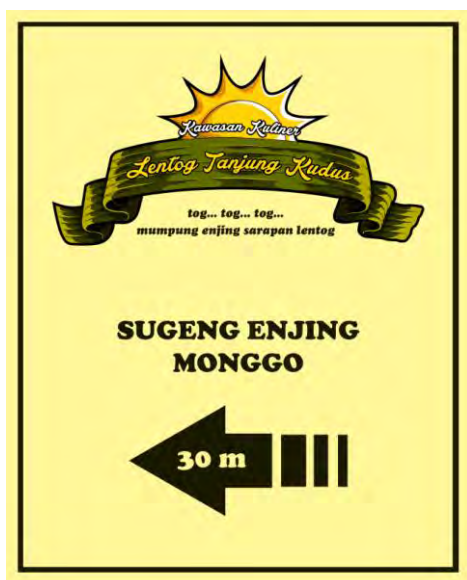 Kawasan Kuliner
Lentog Tanjung Kudus
tog... tog... tog...
mumpung enjing sarapan lentog
SUGENG ENJING
MONGGO
30 m